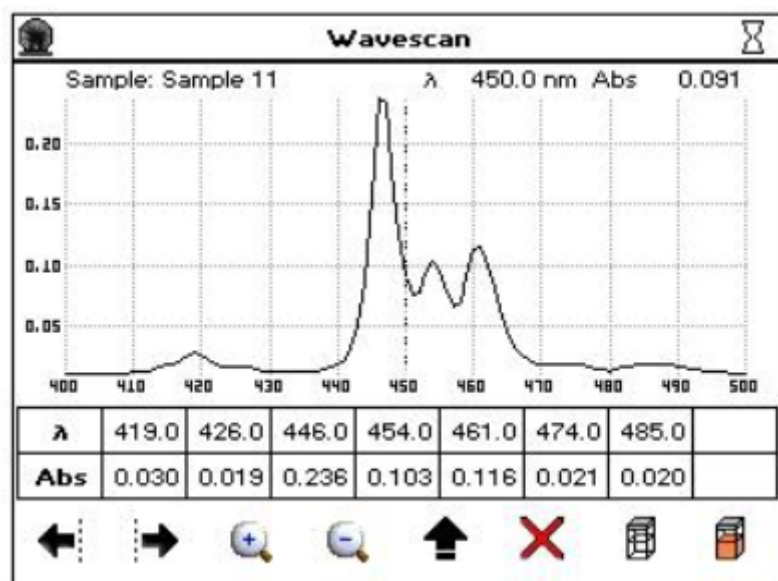 Wavescan
Sample: Sample 11 λ 450.0 nm Abs 0.091
0.20
0.15
0.10
0.05
400 410 420 430 440 450 460 470 480 490 500
λ 419.0 426.0 446.0 454.0 461.0 474.0 485.0
Abs 0.030 0.019 0.236 0.103 0.116 0.021 0.020